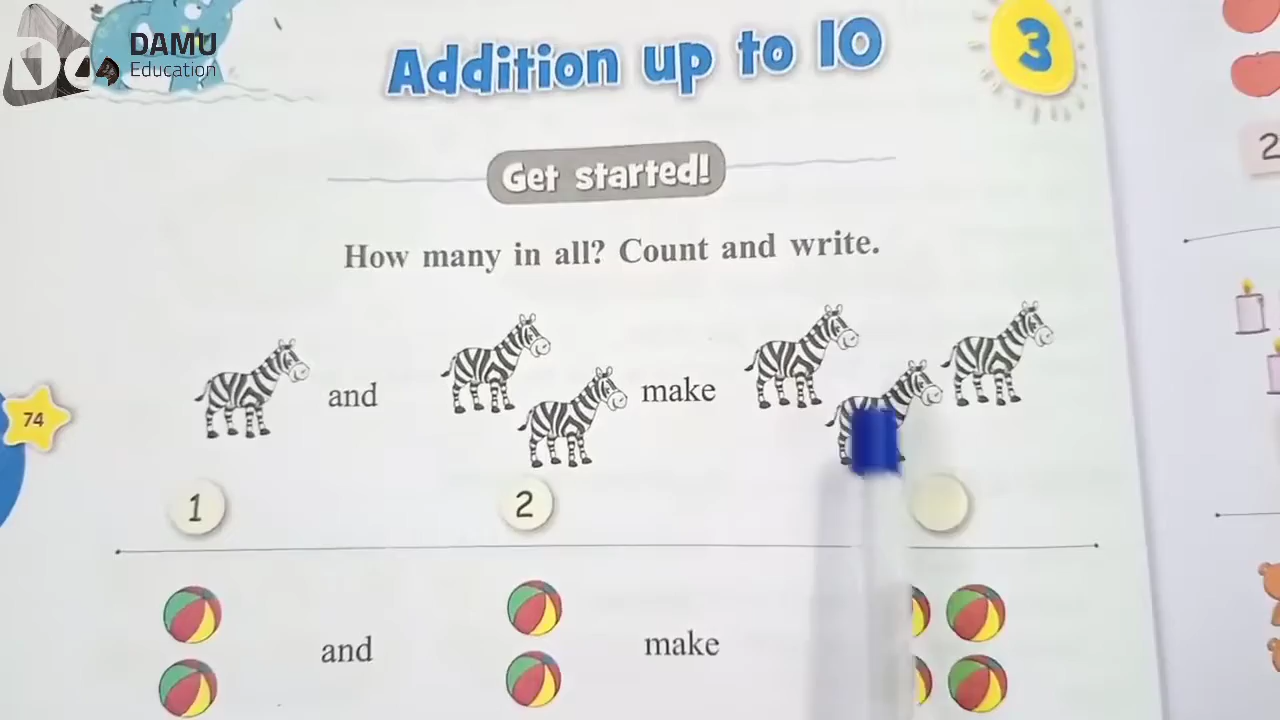 DAMU
Education
Addition up to 10
3
Get started!
How many in all? Count and write.
and
make
1
2
74
and
make
2